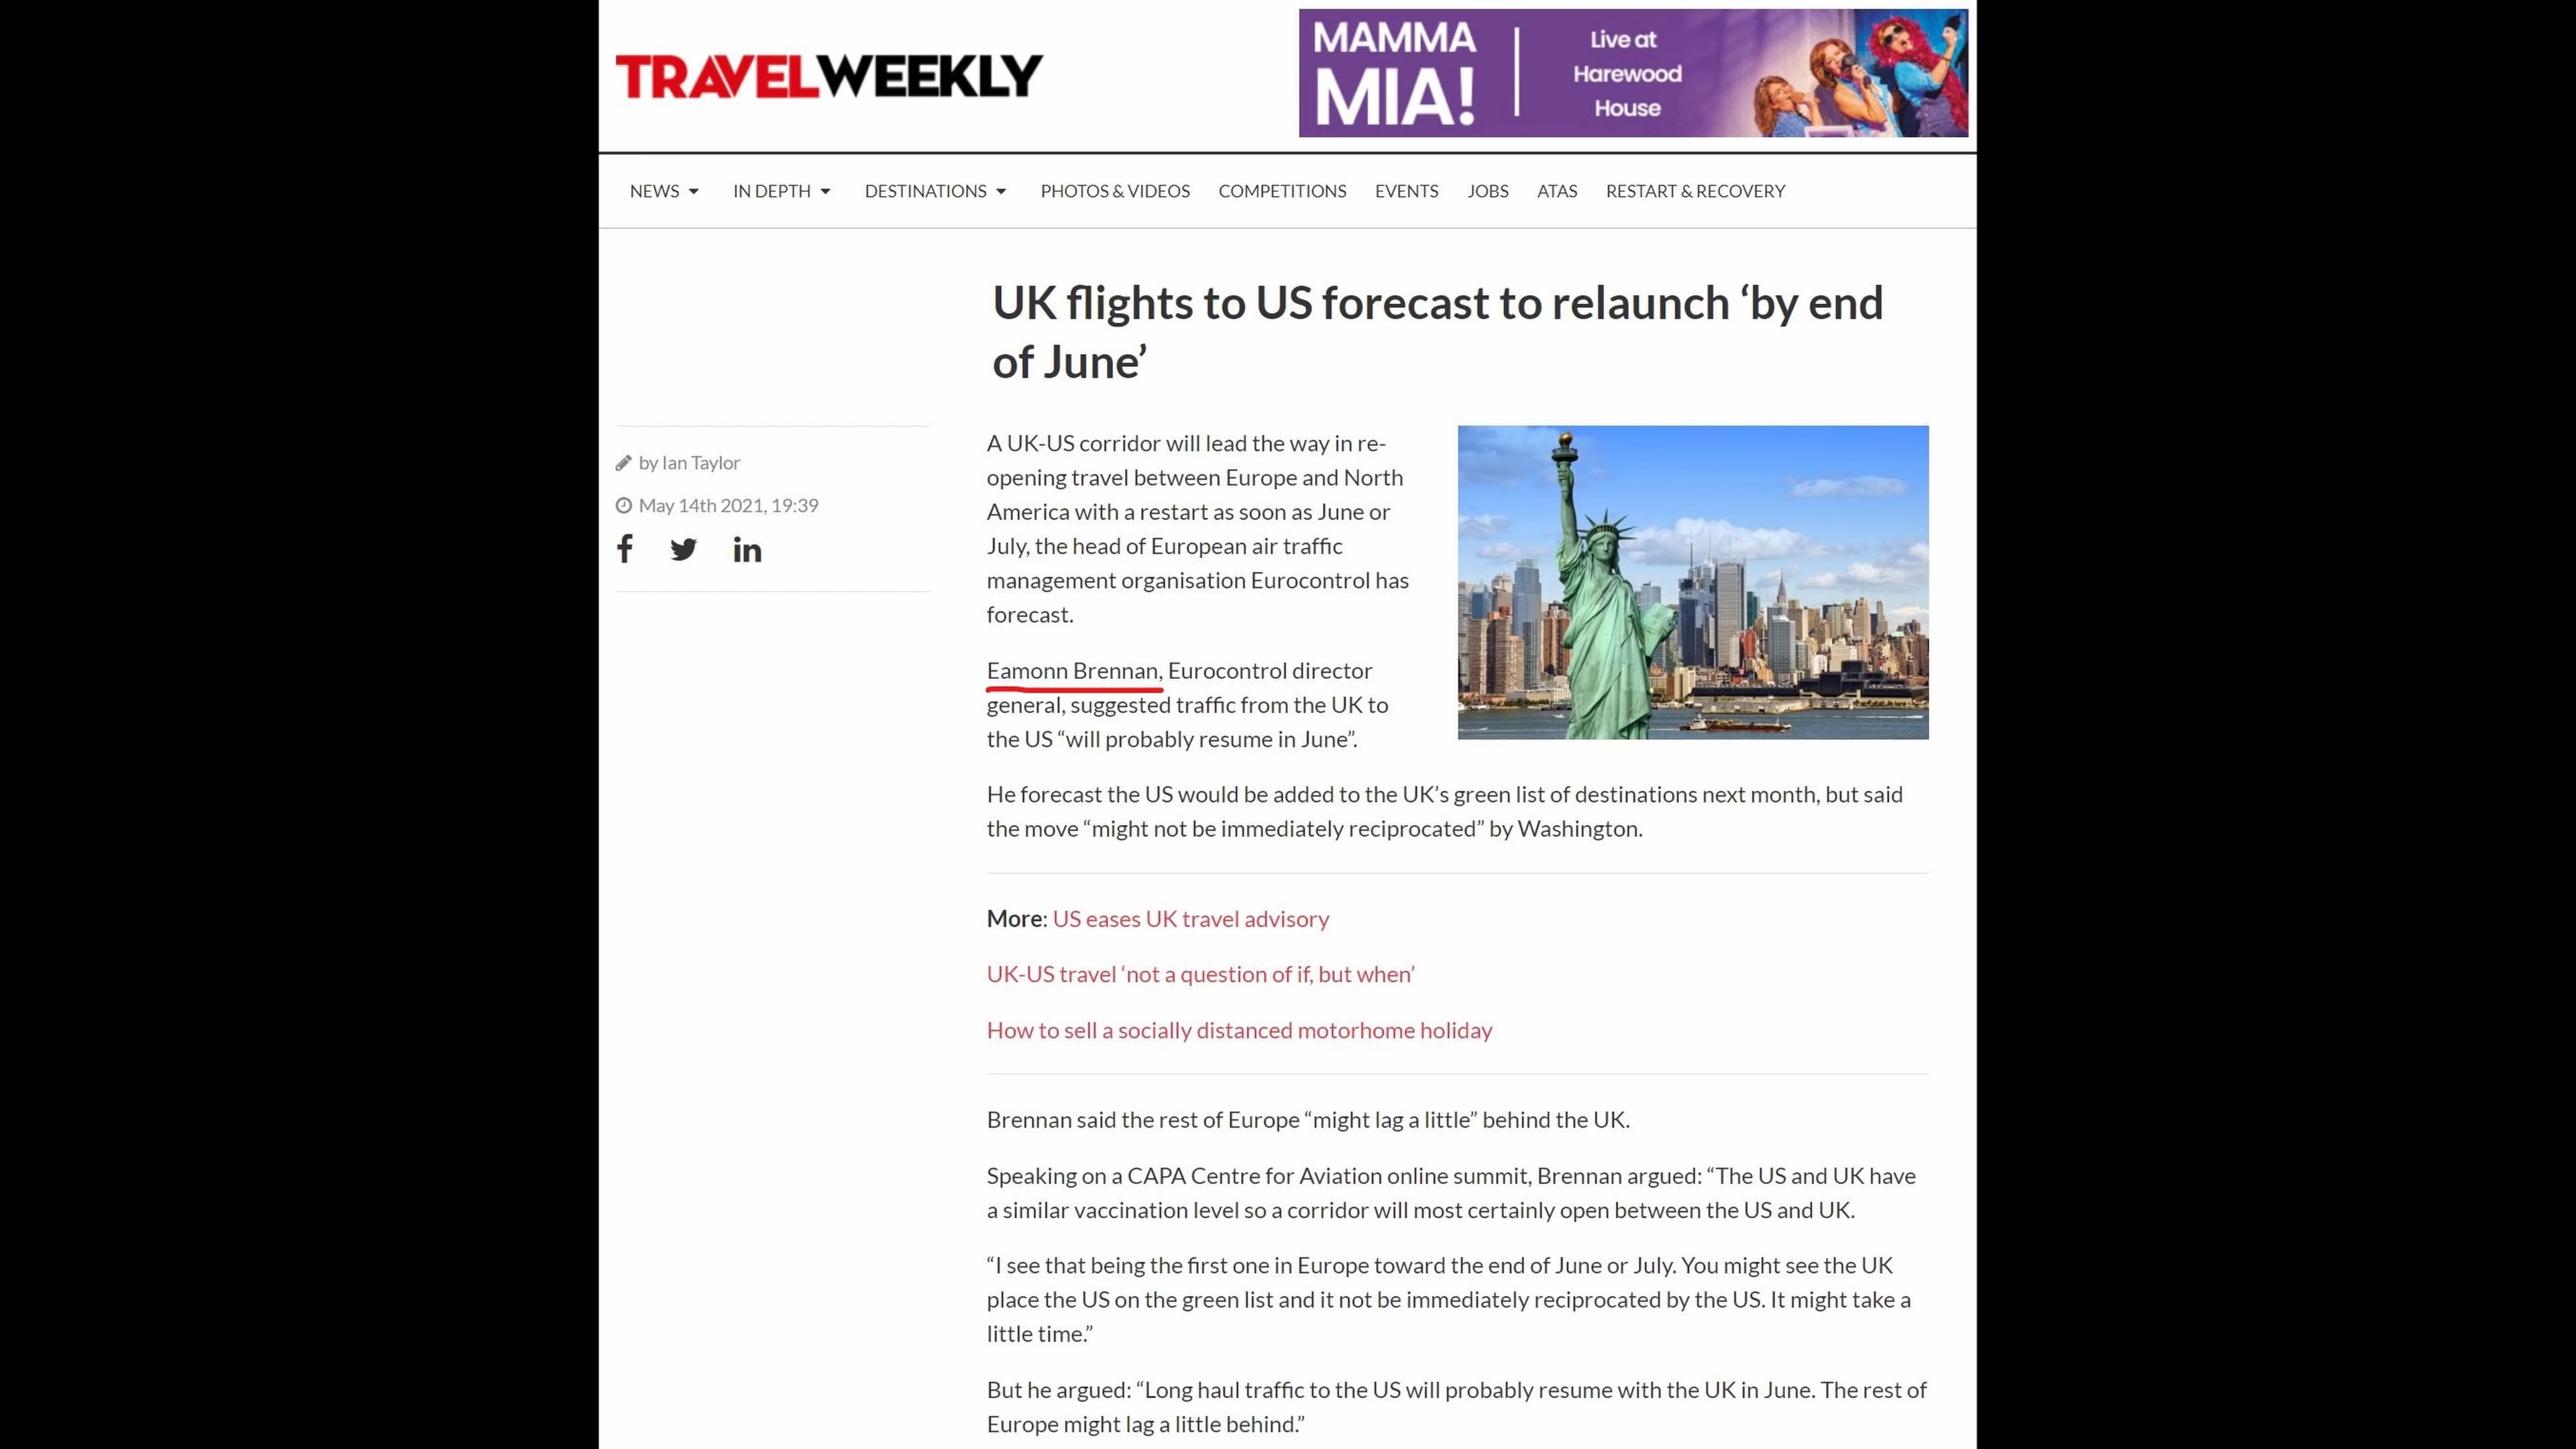 TRAVELWEEKLY
MAMMA
MIA!
Live at
Harewood
House
NEWS IN DEPTH DESTINATIONS PHOTOS & VIDEOS COMPETITIONS EVENTS JOBS ATAS RESTART & RECOVERY
UK flights to US forecast to relaunch ‘by end
of June’
by Ian Taylor
May 14th 2021, 19:39
A UK-US corridor will lead the way in re-
opening travel between Europe and North
America with a restart as soon as June or
July, the head of European air traffic
management organisation Eurocontrol has
forecast.
Eamonn Brennan, Eurocontrol director
general, suggested traffic from the UK to
the US “will probably resume in June”.
He forecast the US would be added to the UK’s green list of destinations next month, but said
the move “might not be immediately reciprocated” by Washington.
More: US eases UK travel advisory
UK-US travel ‘not a question of if, but when’
How to sell a socially distanced motorhome holiday
Brennan said the rest of Europe “might lag a little” behind the UK.
Speaking on a CAPA Centre for Aviation online summit, Brennan argued: “The US and UK have
a similar vaccination level so a corridor will most certainly open between the US and UK.
“I see that being the first one in Europe toward the end of June or July. You might see the UK
place the US on the green list and it not be immediately reciprocated by the US. It might take a
little time.”
But he argued: “Long haul traffic to the US will probably resume with the UK in June. The rest of
Europe might lag a little behind.”